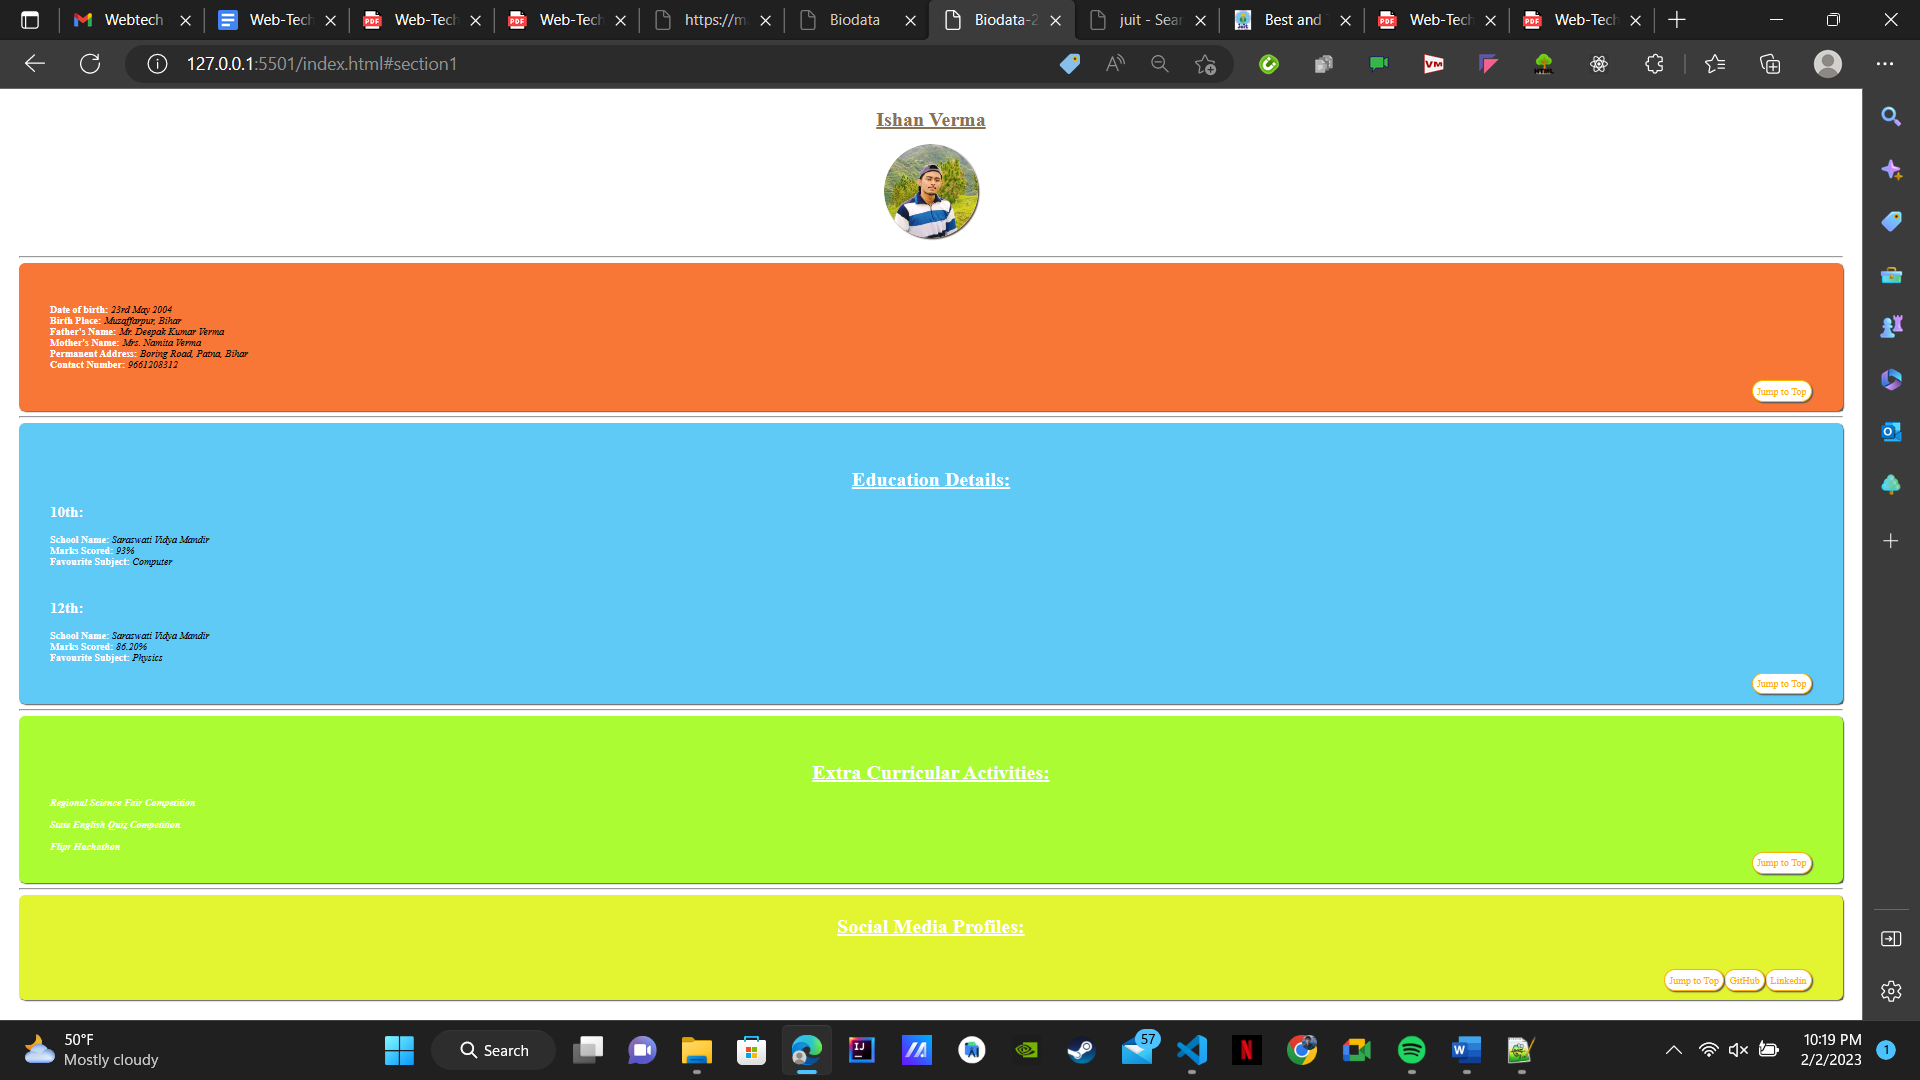 Webtech
Web-Tech
Web-Tech
Web-Tech
https://ma
Biodata
Biodata-2
juit - Sear
Best and
Web-Tech
Web-Tech
127.0.0.1:5501/index.html#section1
Ishan Verma
Date of birth: 23rd May 2004
Birth Place: Muzaffarpur, Bihar
Father's Name: Mr. Deepak Kumar Verma
Mother's Name: Mrs. Namita Verma
Permanent Address: Boring Road, Patna, Bihar
Contact Number: 9661208312
Jump to Top
Education Details:
10th:
School Name: Saraswati Vidya Mandir
Marks Scored: 93%
Favourite Subject: Computer
12th:
School Name: Saraswati Vidya Mandir
Marks Scored: 86.20%
Favourite Subject: Physics
Jump to Top
Extra Curricular Activities:
Regional Science Fair Competition
State English Quiz Competition
Flipr Hackathon
Jump to Top
Social Media Profiles:
Jump to Top GitHub Linkedin
50°F
Mostly cloudy
Search
57
10:19 PM
2/2/2023
1